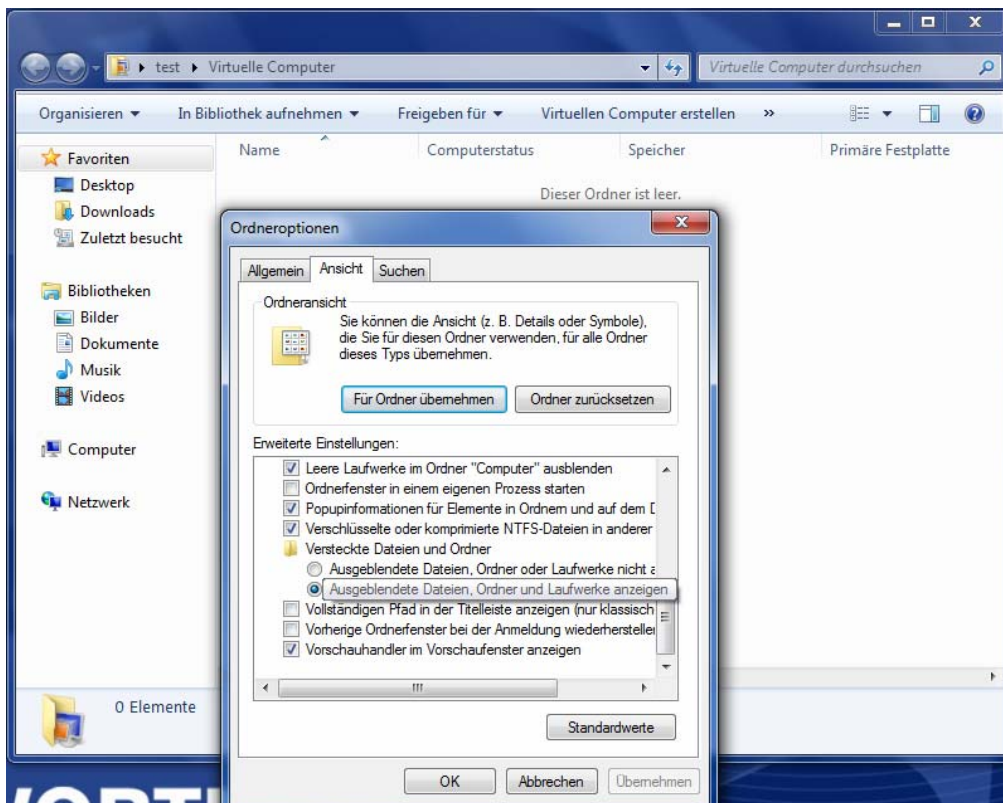 test ▸ Virtuelle Computer
Virtuelle Computer durchsuchen
Organisieren In Bibliothek aufnehmen Freigeben für Virtuellen Computer erstellen »
Favoriten
Desktop
Downloads
Zuletzt besucht
Bibliotheken
Bilder
Dokumente
Musik
Videos
Computer
Netzwerk
Name Computerstatus Speicher Primäre Festplatte
Dieser Ordner ist leer.
Ordneroptionen
Allgemein Ansicht Suchen
Ordneransicht
Sie können die Ansicht (z. B. Details oder Symbole),
die Sie für diesen Ordner verwenden, für alle Ordner
dieses Typs übernehmen.
Für Ordner übernehmen Ordner zurücksetzen
Erweiterte Einstellungen:
Leere Laufwerke im Ordner "Computer" ausblenden
Ordnerfenster in einem eigenen Prozess starten
Popupinformationen für Elemente in Ordnern und auf dem D
Verschlüsselte oder komprimierte NTFS-Dateien in anderer
Versteckte Dateien und Ordner
Ausgeblendete Dateien, Ordner oder Laufwerke nicht a
Ausgeblendete Dateien, Ordner und Laufwerke anzeigen
Vollständigen Pfad in der Titelleiste anzeigen (nur klassisch
Vorherige Ordnerfenster bei der Anmeldung wiederherstellen
Vorschauhandler im Vorschaufenster anzeigen
Standardwerte
OK Abbrechen Übernehmen
0 Elemente